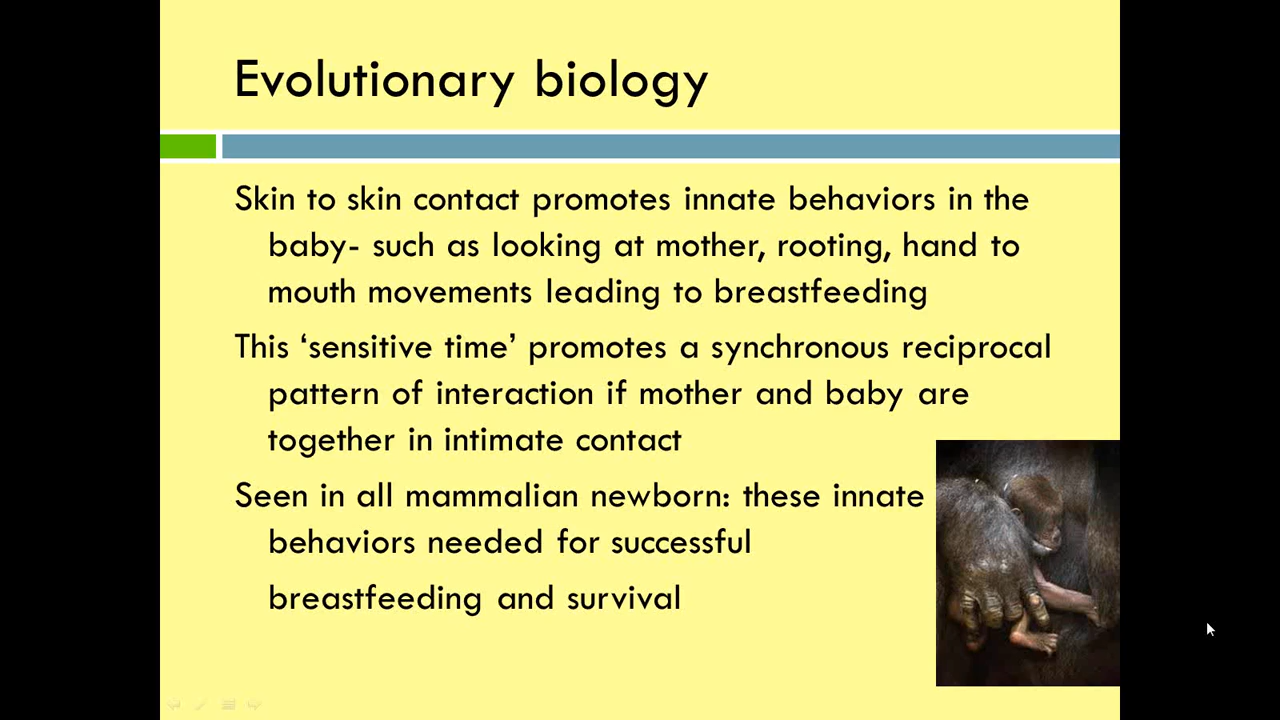 Evolutionary biology
Skin to skin contact promotes innate behaviors in the
baby- such as looking at mother, rooting, hand to
mouth movements leading to breastfeeding
This ‘sensitive time’ promotes a synchronous reciprocal
pattern of interaction if mother and baby are
together in intimate contact
Seen in all mammalian newborn: these innate
behaviors needed for successful
breastfeeding and survival